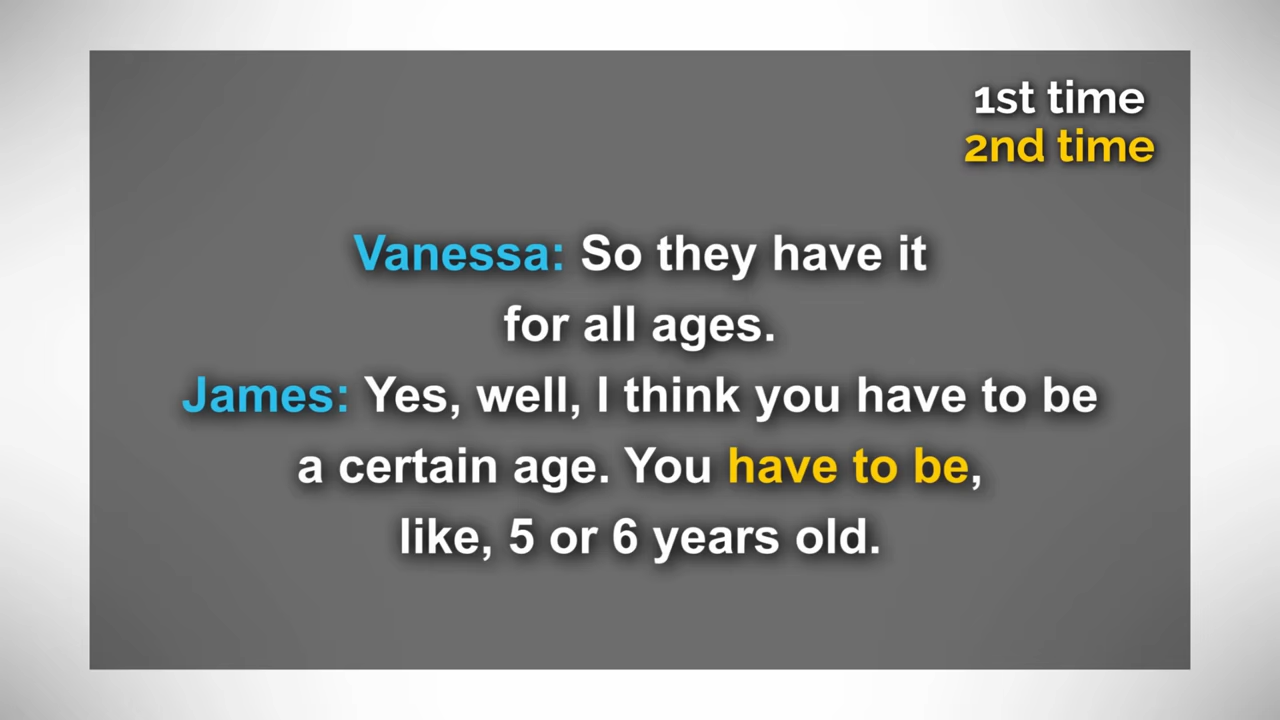 1st time
2nd time
Vanessa: So they have it
for all ages.
James: Yes, well, I think you have to be
a certain age. You have to be,
like, 5 or 6 years old.